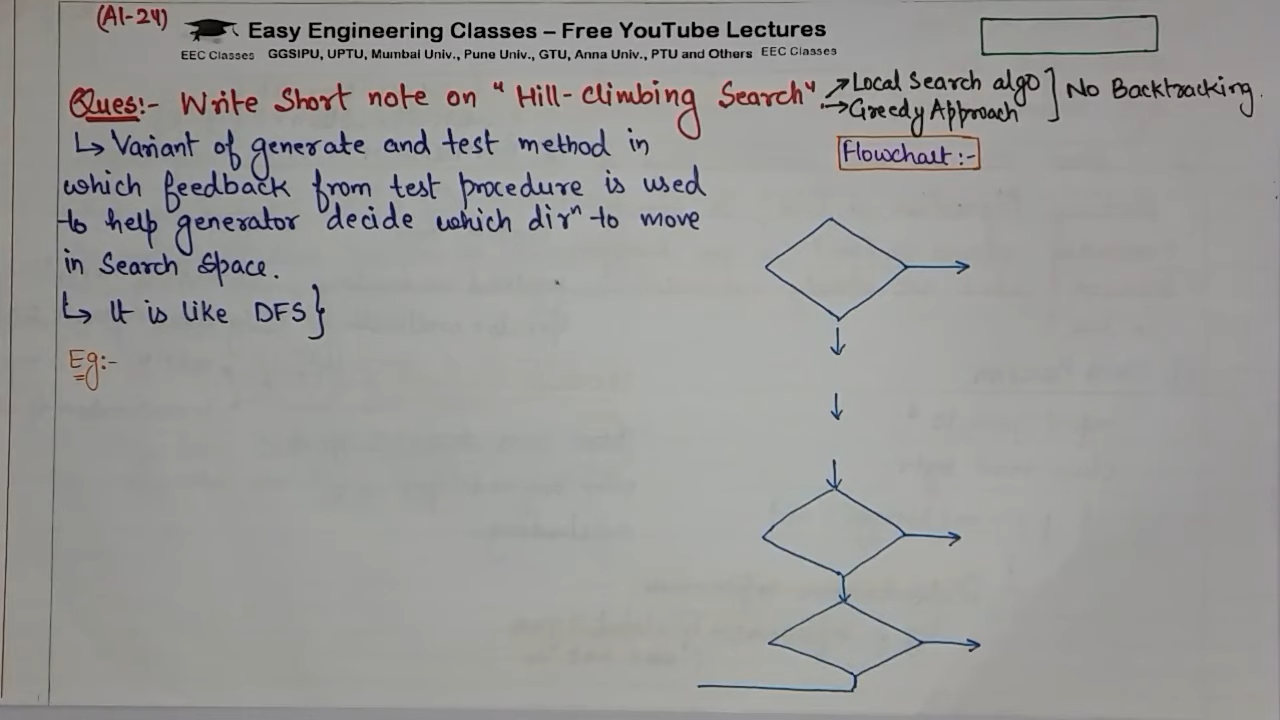 (AI-24)
Easy Engineering Classes – Free YouTube Lectures
EEC Classes GGSIPU, UPTU, Mumbai Univ., Pune Univ., GTU, Anna Univ., PTU and Others EEC Classes
Ques:- Write Short note on "Hill-Climbing Search"
→ Local Search algo
→ Greedy Approach
] No Backtracking.
↳ Variant of generate and test method in
which feedback from test procedure is used
to help generator decide which dirⁿ to move
in Search Space.
↳ It is like DFS}
Eg:-
Flowchart :-